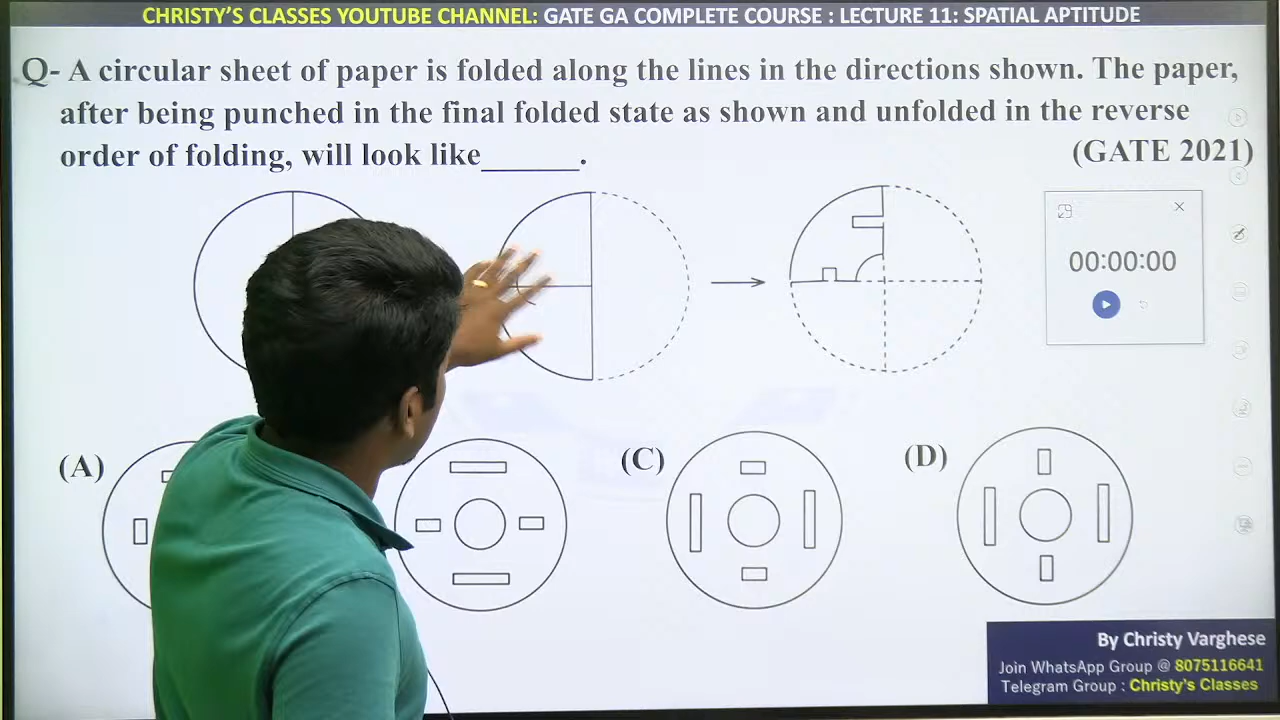 CHRISTY'S CLASSES YOUTUBE CHANNEL: GATE GA COMPLETE COURSE : LECTURE 11: SPATIAL APTITUDE
Q- A circular sheet of paper is folded along the lines in the directions shown. The paper,
after being punched in the final folded state as shown and unfolded in the reverse
order of folding, will look like______.
(GATE 2021)
00:00:00
(A)
(C)
(D)
By Christy Varghese
Join WhatsApp Group @ 8075116641
Telegram Group : Christy's Classes